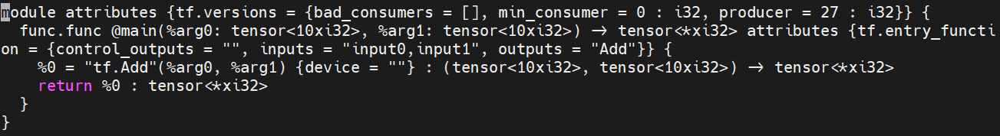 module attributes {tf.versions = {bad_consumers = [], min_consumer = 0 : i32, producer = 27 : i32}} {
  func.func @main(%arg0: tensor<10xi32>, %arg1: tensor<10xi32>) -> tensor<*xi32> attributes {tf.entry_functi
on = {control_outputs = "", inputs = "input0,input1", outputs = "Add"}} {
    %0 = "tf.Add"(%arg0, %arg1) {device = ""} : (tensor<10xi32>, tensor<10xi32>) -> tensor<*xi32>
    return %0 : tensor<*xi32>
  }
}